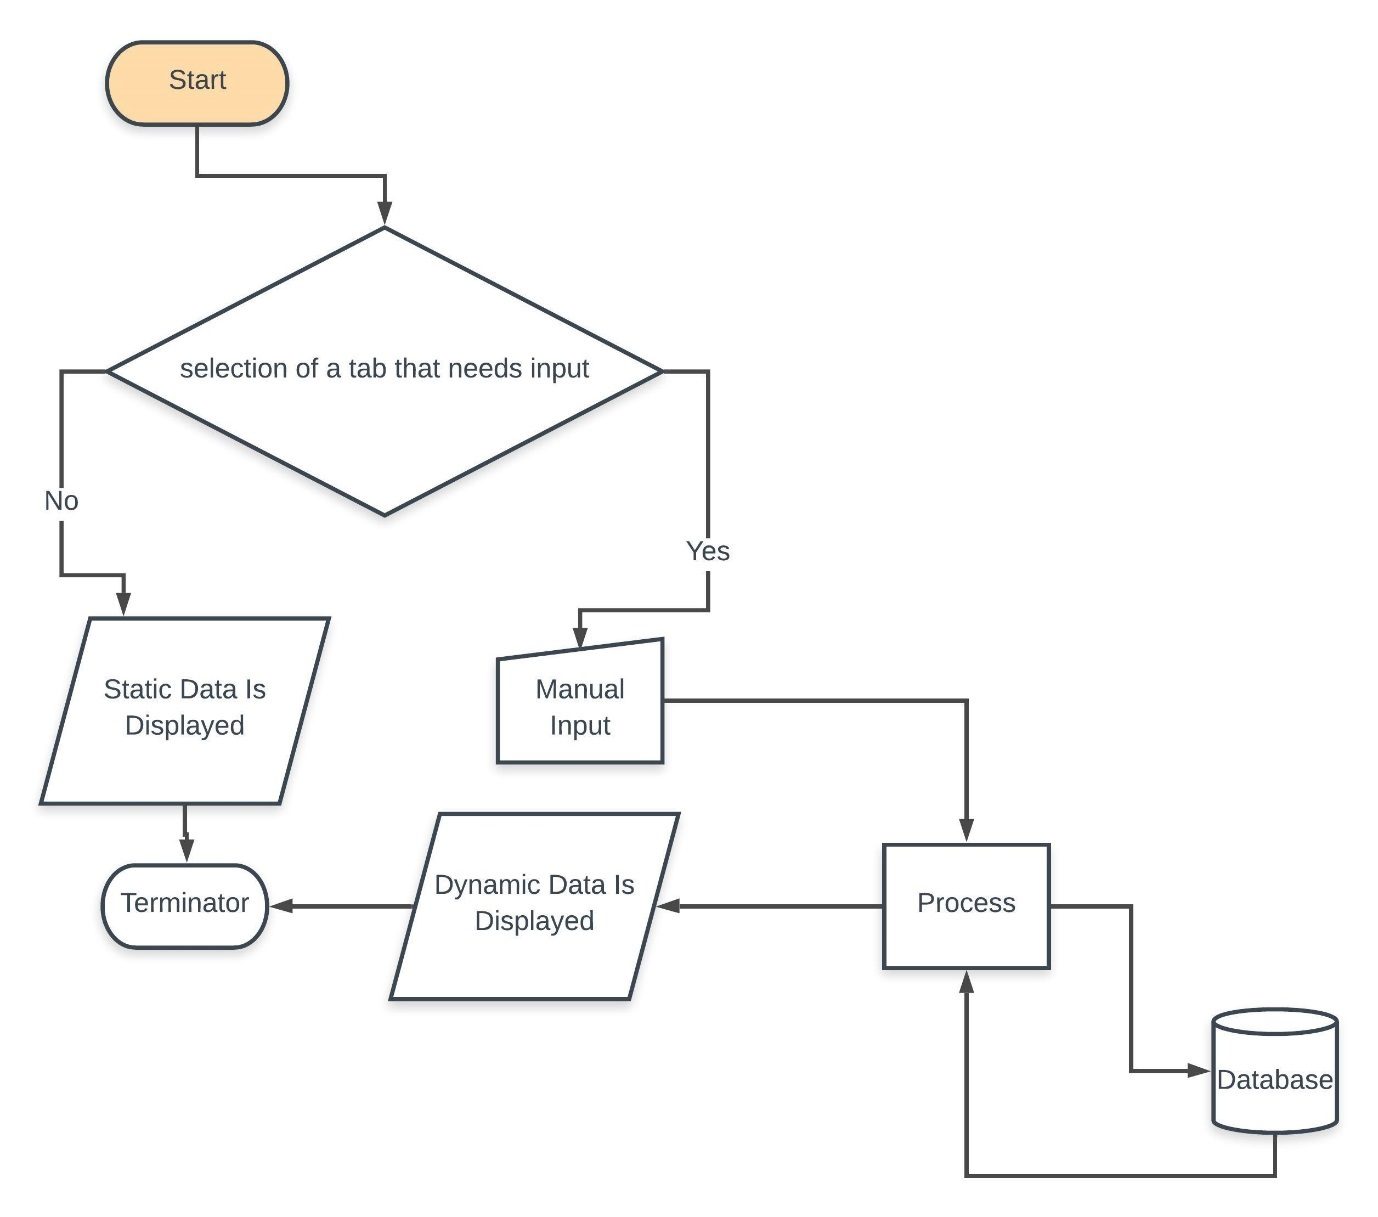 Start
selection of a tab that needs input
No
Yes
Static Data Is
Displayed
Manual
Input
Dynamic Data Is
Displayed
Terminator
Process
Database